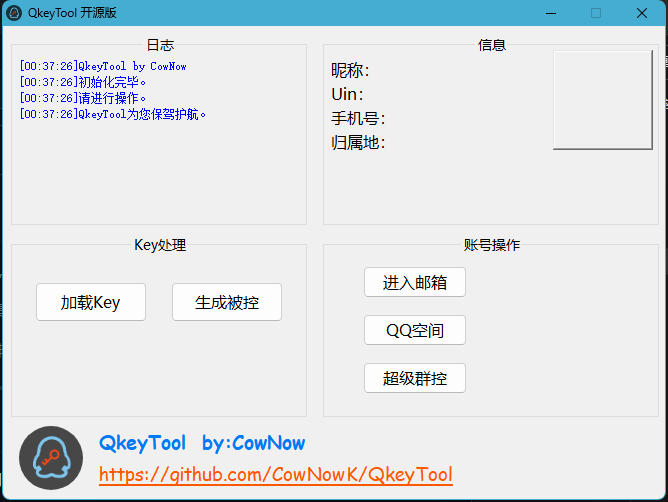 QkeyTool 开源版
日志
[00:37:26]QkeyTool by CowNow
[00:37:26]初始化完毕。
[00:37:26]请进行操作。
[00:37:26]QkeyTool为您保驾护航。
信息
昵称:
Uin:
手机号:
归属地:
Key处理
加载Key
生成被控
账号操作
进入邮箱
QQ空间
超级群控
QkeyTool by:CowNow
https://github.com/CowNowK/QkeyTool